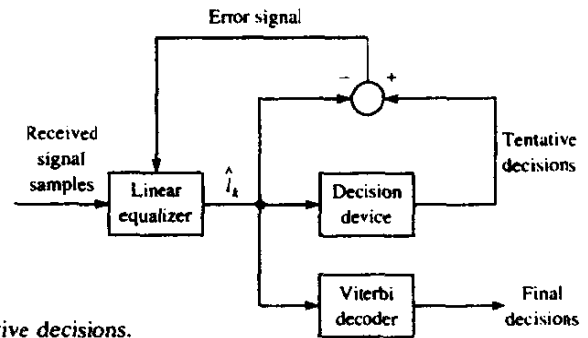 Error signal
− +
Received
signal
samples
Linear
equalizer
Î_k
Decision
device
Tentative
decisions
Viterbi
decoder
Final
decisions
ive decisions.